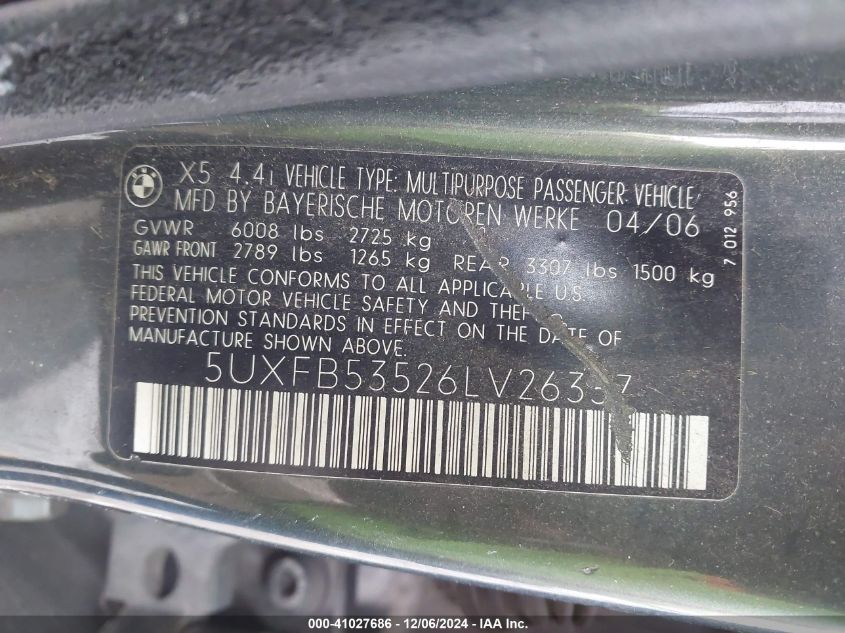 X5 4.4i VEHICLE TYPE: MULTIPURPOSE PASSENGER VEHICLE
MFD BY BAYERISCHE MOTOREN WERKE 04/06
GVWR 6008 lbs 2725 kg
GAWR FRONT 2789 lbs 1265 kg REAR 3307 lbs 1500 kg
THIS VEHICLE CONFORMS TO ALL APPLICABLE U.S.
FEDERAL MOTOR VEHICLE SAFETY AND THEFT
PREVENTION STANDARDS IN EFFECT ON THE DATE OF
MANUFACTURE SHOWN ABOVE.
5UXFB53526LV26357
7 012 956
000-41027686 - 12/06/2024 - IAAI.COM